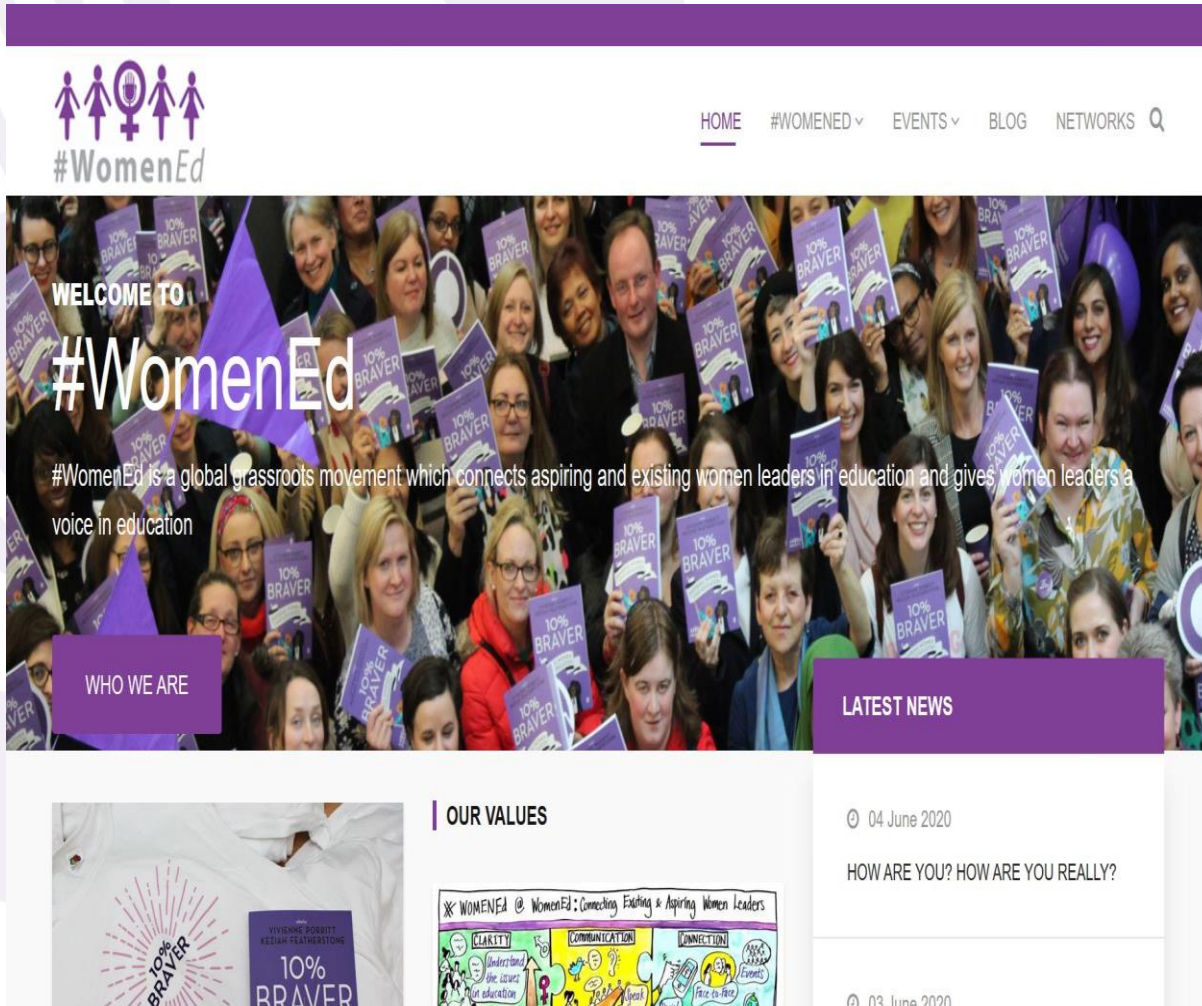 #WomenEd
HOME #WOMENED EVENTS BLOG NETWORKS
WELCOME TO
#WomenEd
#WomenEd is a global grassroots movement which connects aspiring and existing women leaders in education and gives women leaders a
voice in education
10%
BRAVER
WHO WE ARE
LATEST NEWS
OUR VALUES
04 June 2020
HOW ARE YOU? HOW ARE YOU REALLY?
03 June 2020
10%
BRAVER
VIVIENNE PORRITT
KEZIAH FEATHERSTONE
10%
BRAVER
WOMENEd @ WomenEd: Connecting Existing & Aspiring Women Leaders
CLARITY
Understand
the issues
in education
COMMUNICATION
Speak
CONNECTION
Events
Face-to-Face